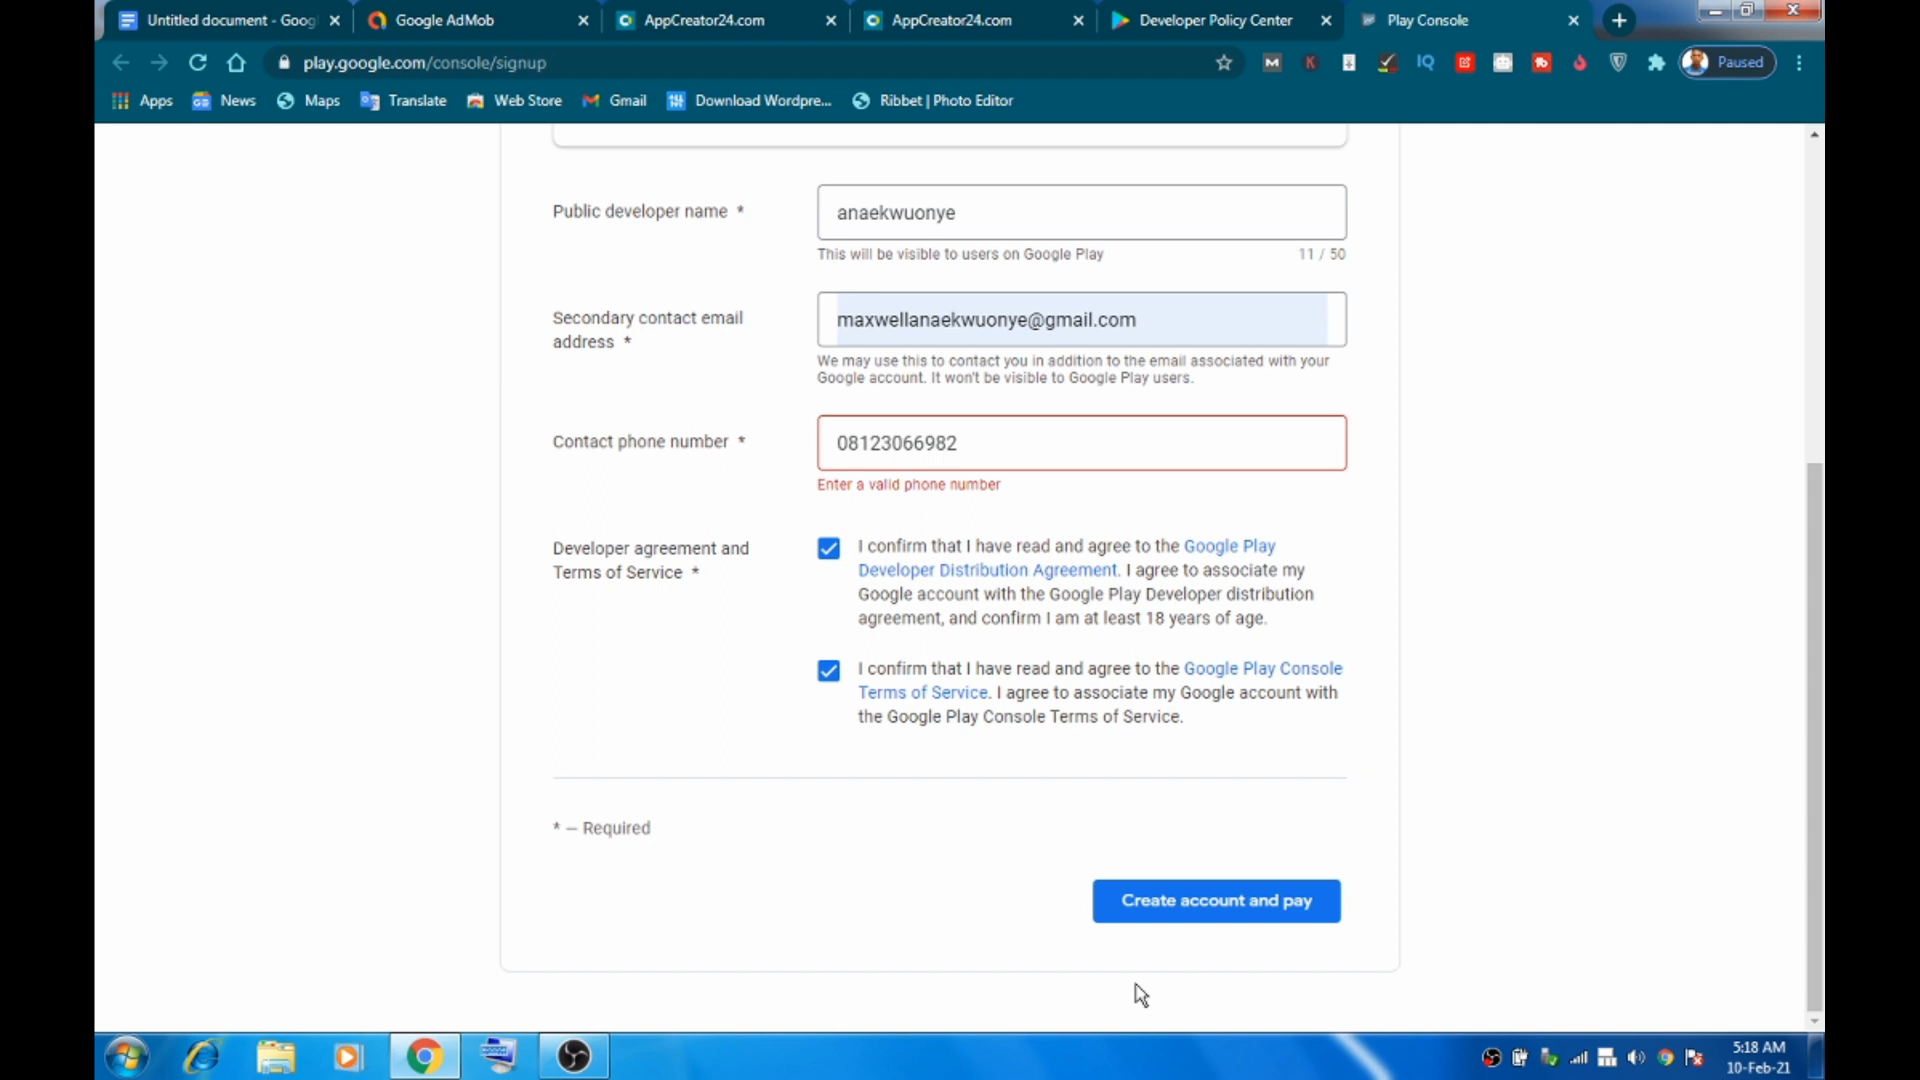 Untitled document - Goog
Google AdMob
AppCreator24.com
AppCreator24.com
Developer Policy Center
Play Console
play.google.com/console/signup
IQ
Paused
Apps
News
Maps
Translate
Web Store
Gmail
Download Wordpre...
Ribbet | Photo Editor
Public developer name *
anaekwuonye
This will be visible to users on Google Play
11 / 50
Secondary contact email
address *
maxwellanaekwuonye@gmail.com
We may use this to contact you in addition to the email associated with your
Google account. It won't be visible to Google Play users.
Contact phone number *
08123066982
Enter a valid phone number
Developer agreement and
Terms of Service *
I confirm that I have read and agree to the Google Play
Developer Distribution Agreement. I agree to associate my
Google account with the Google Play Developer distribution
agreement, and confirm I am at least 18 years of age.
I confirm that I have read and agree to the Google Play Console
Terms of Service. I agree to associate my Google account with
the Google Play Console Terms of Service.
* — Required
Create account and pay
5:18 AM
10-Feb-21